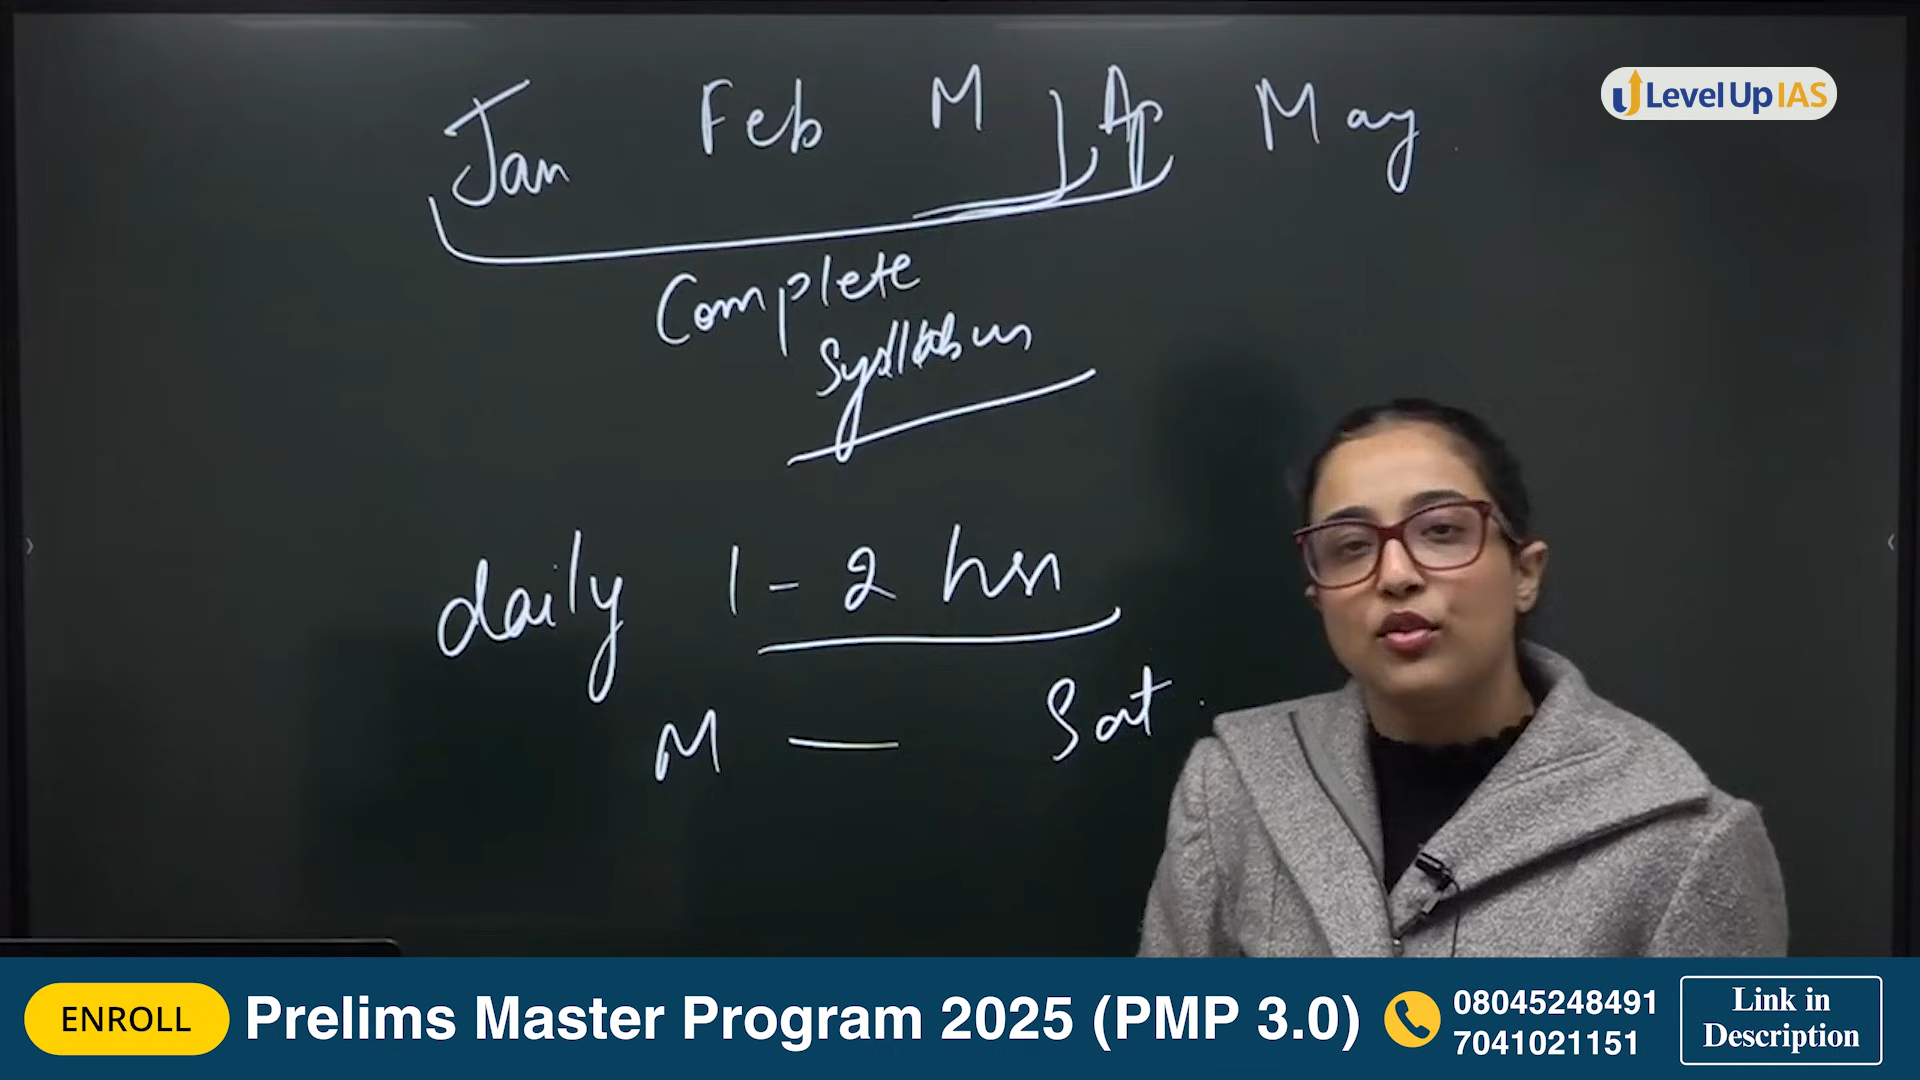 Level Up IAS
Jan Feb M Ap May
Complete
Syllabus
daily 1 - 2 hrs
M — Sat
ENROLL Prelims Master Program 2025 (PMP 3.0)
08045248491
7041021151
Link in
Description